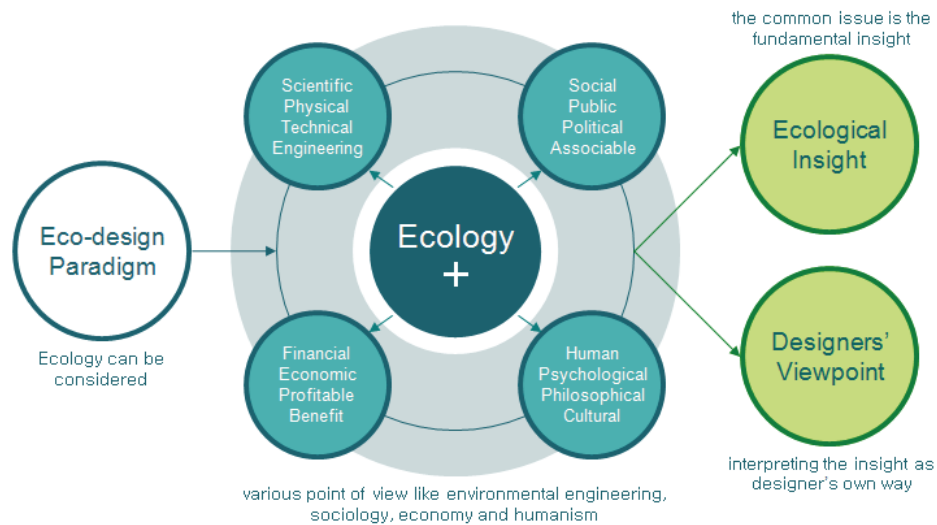 Eco-design
Paradigm
Ecology can be
considered
Scientific
Physical
Technical
Engineering
Social
Public
Political
Associable
Ecology
+
Financial
Economic
Profitable
Benefit
Human
Psychological
Philosophical
Cultural
various point of view like environmental engineering,
sociology, economy and humanism
the common issue is the
fundamental insight
Ecological
Insight
Designers’
Viewpoint
interpreting the insight as
designer's own way